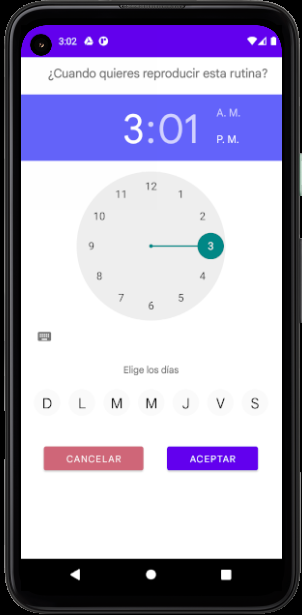 3:02
¿Cuando quieres reproducir esta rutina?
3:01
A. M.
P. M.
12
11 1
10 2
9 3
8 4
7 5
6
Elige los días
D L M M J V S
CANCELAR ACEPTAR